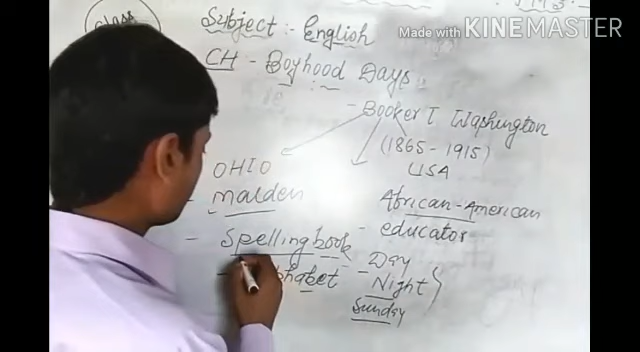 class
Made with KINEMASTER
Subject :- English
CH - Boyhood Days :-
- Booker T Washington
(1865 - 1915)
USA
OHIO
- malden
African-American
- educator
- Spellingbook
- Day
Night
Sunday